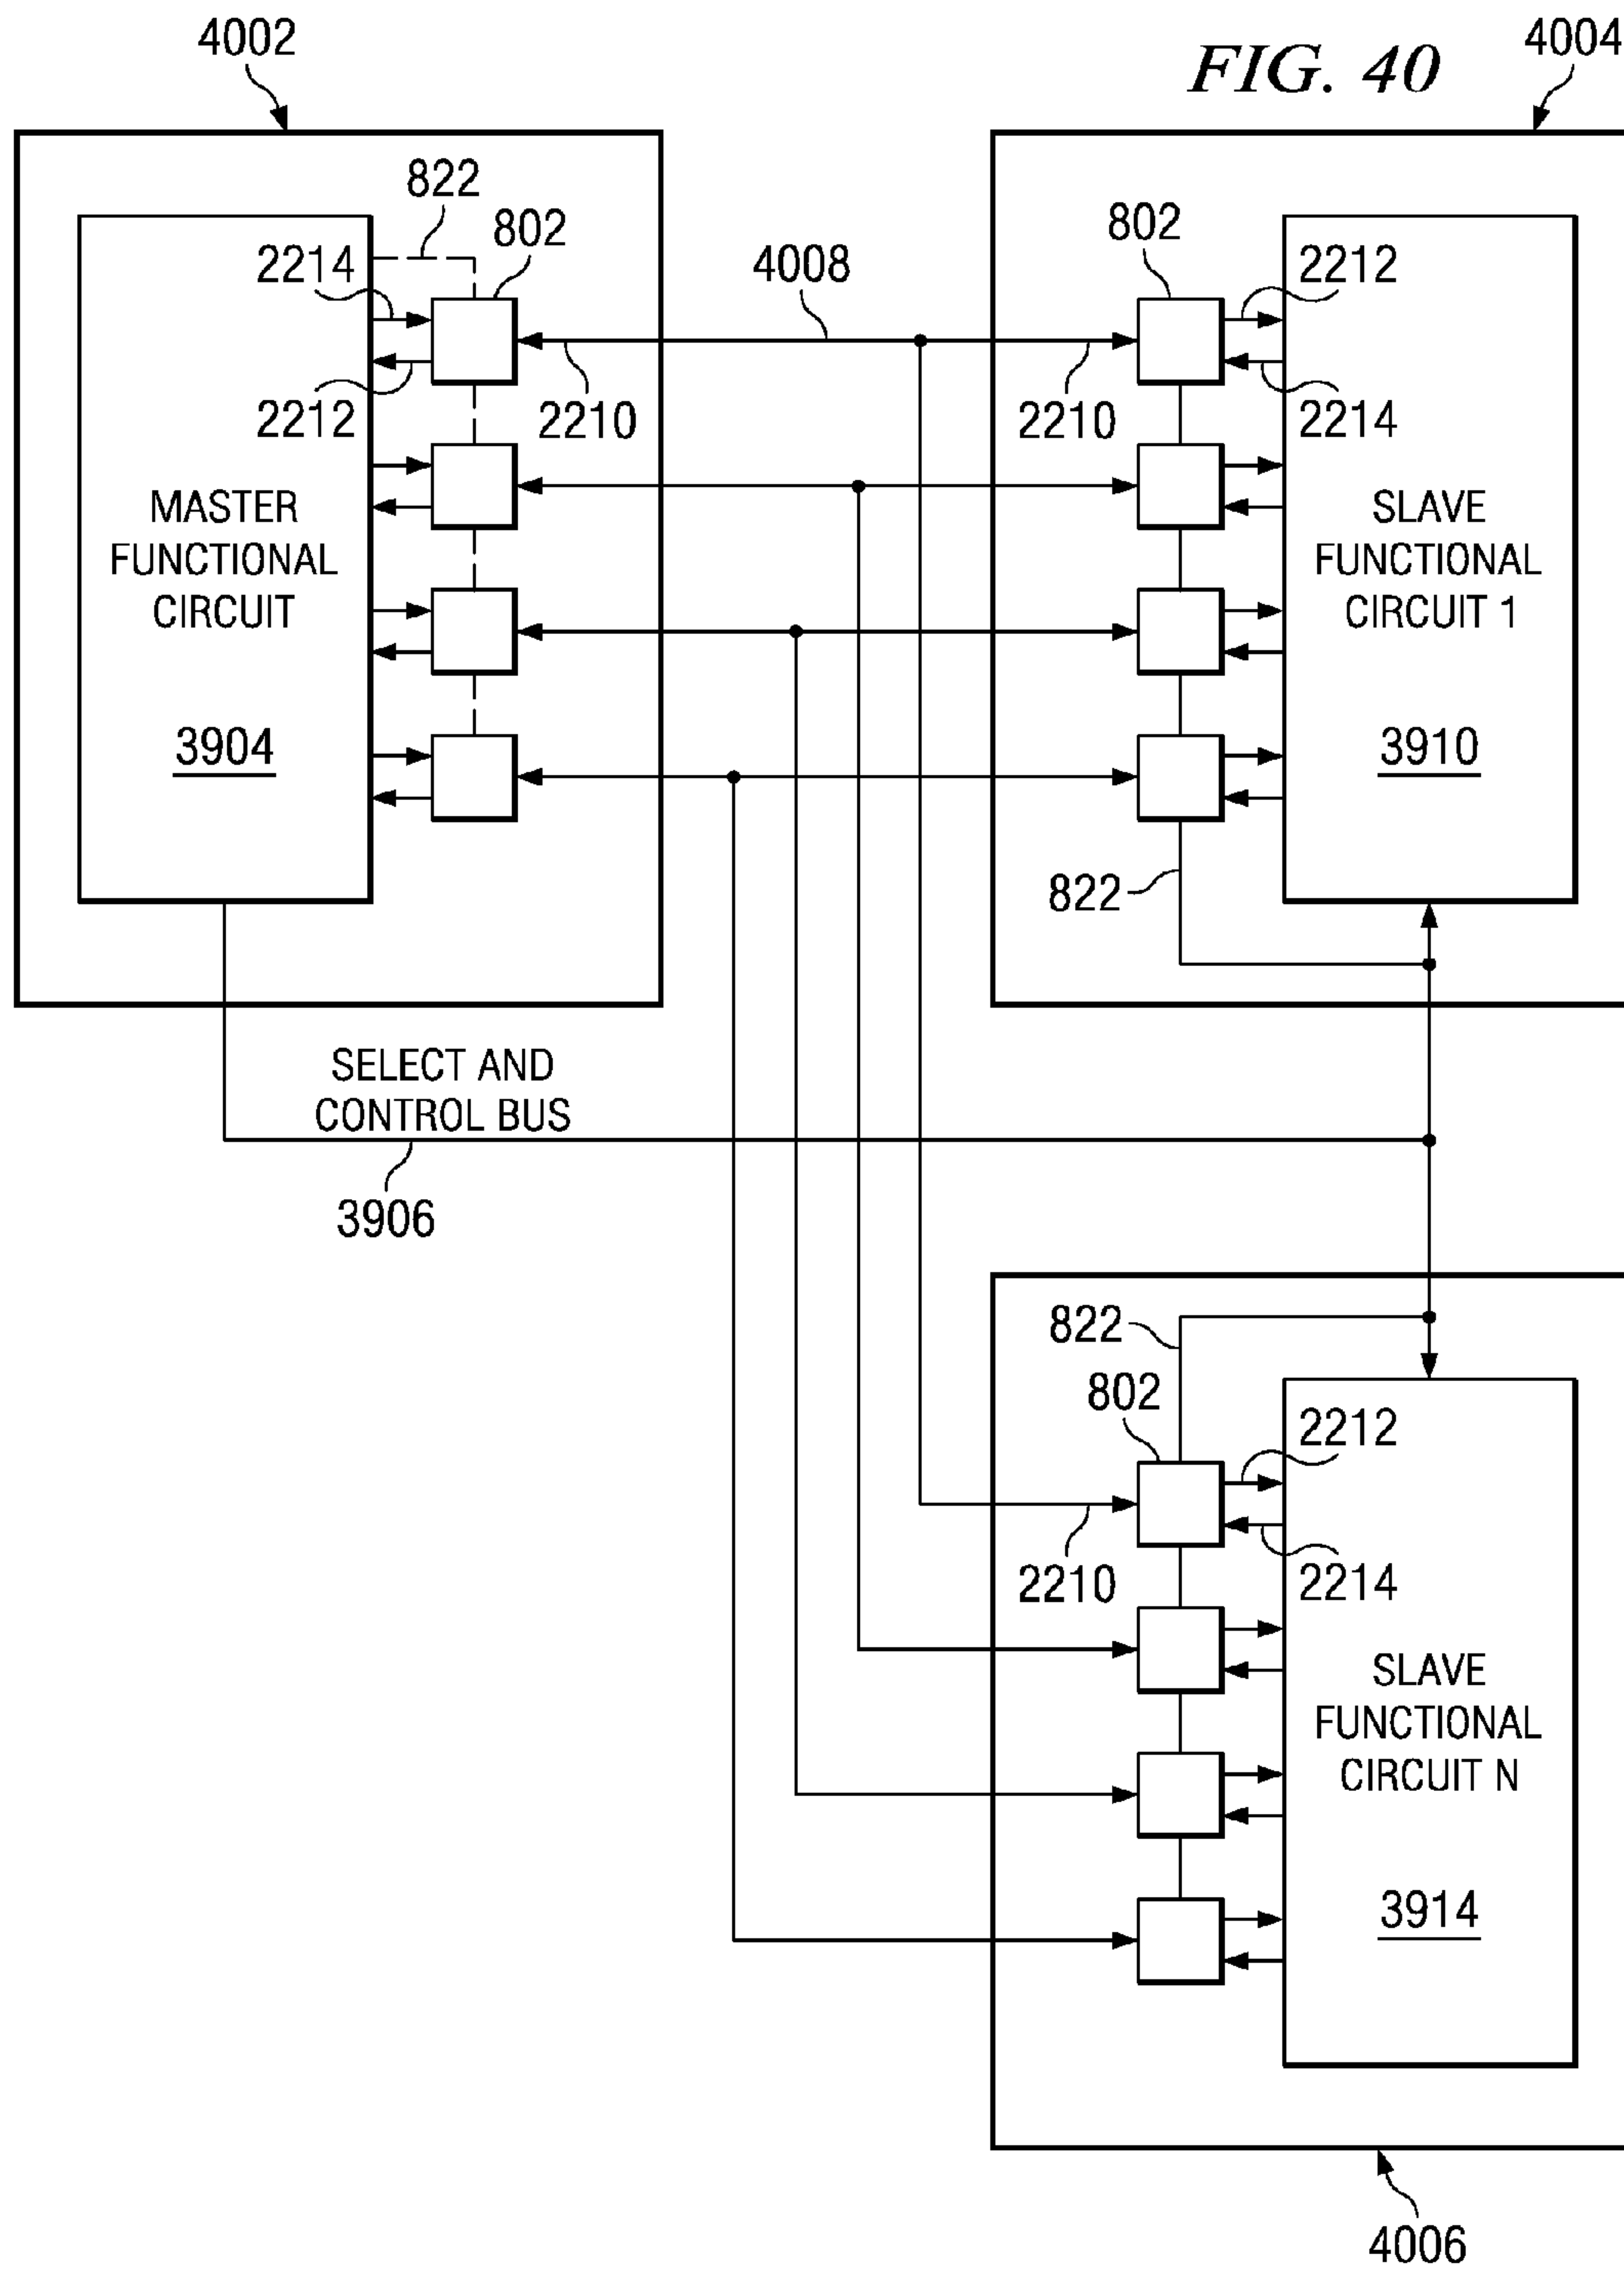 4002
FIG. 40
4004
822
802
2214
2212
2210
4008
802
2212
2210
2214
MASTER
FUNCTIONAL
CIRCUIT
3904
SLAVE
FUNCTIONAL
CIRCUIT 1
3910
822
SELECT AND
CONTROL BUS
3906
822
802
2212
2210
2214
SLAVE
FUNCTIONAL
CIRCUIT N
3914
4006